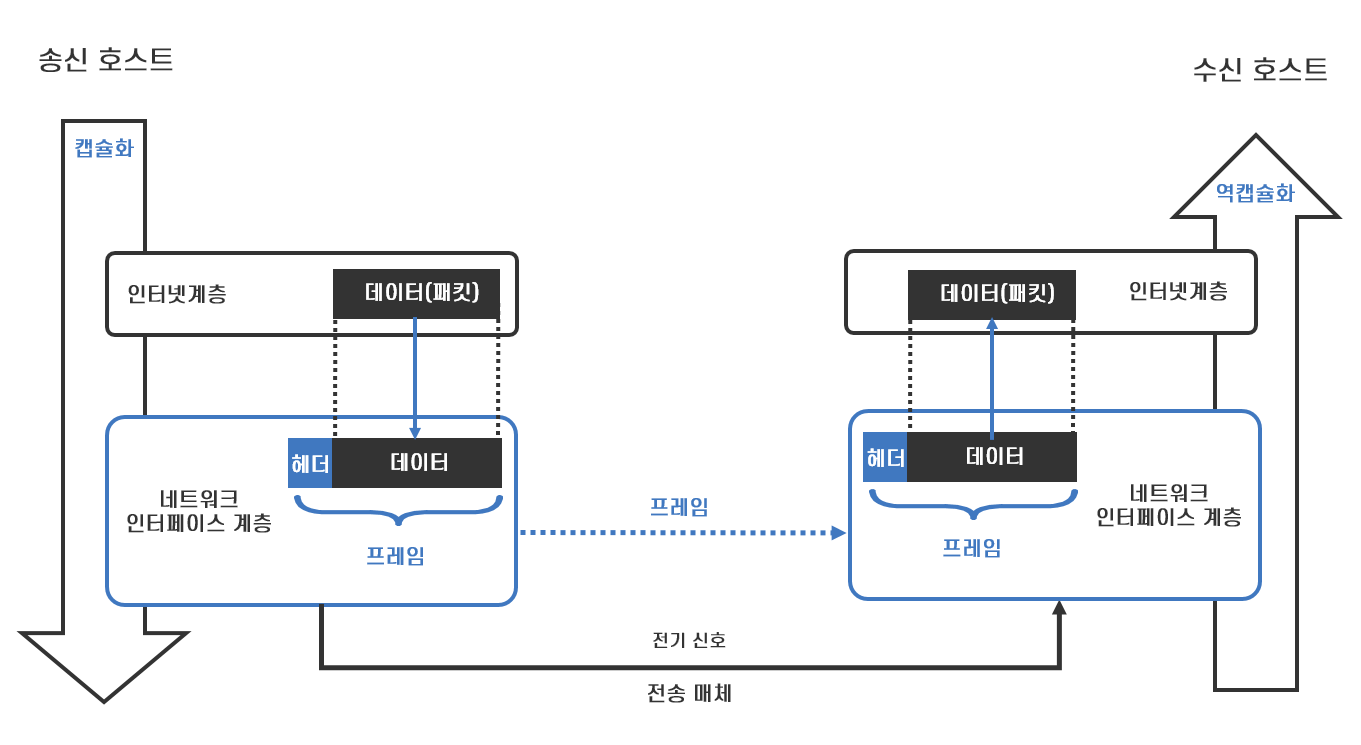 송신 호스트
수신 호스트
캡슐화
역캡슐화
인터넷계층
데이터(패킷)
데이터(패킷)
인터넷계층
헤더
데이터
네트워크
인터페이스 계층
프레임
프레임
헤더
데이터
네트워크
인터페이스 계층
프레임
전기 신호
전송 매체